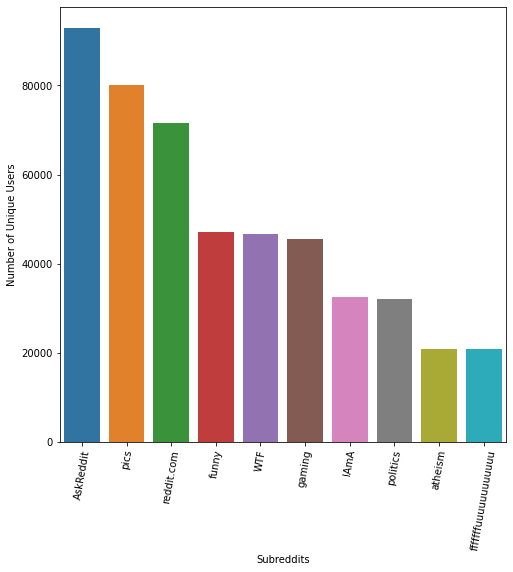 Number of Unique Users
80000
60000
40000
20000
0
AskReddit
pics
reddit.com
funny
WTF
gaming
IAmA
politics
atheism
fffffffuuuuuuuuuuuu
Subreddits